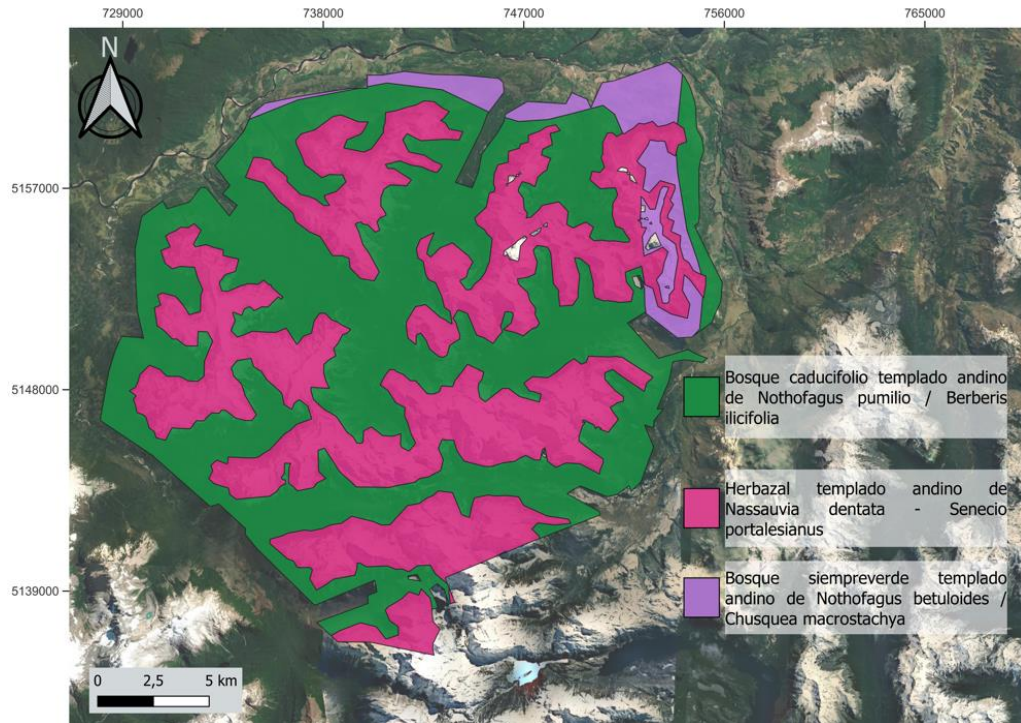 729000 738000 747000 756000 765000
N
5157000
5148000
5139000
Bosque caducifolio templado andino
de Nothofagus pumilio / Berberis
ilicifolia
Herbazal templado andino de
Nassauvia dentata - Senecio
portalesianus
Bosque siempreverde templado
andino de Nothofagus betuloides /
Chusquea macrostachya
0 2,5 5 km